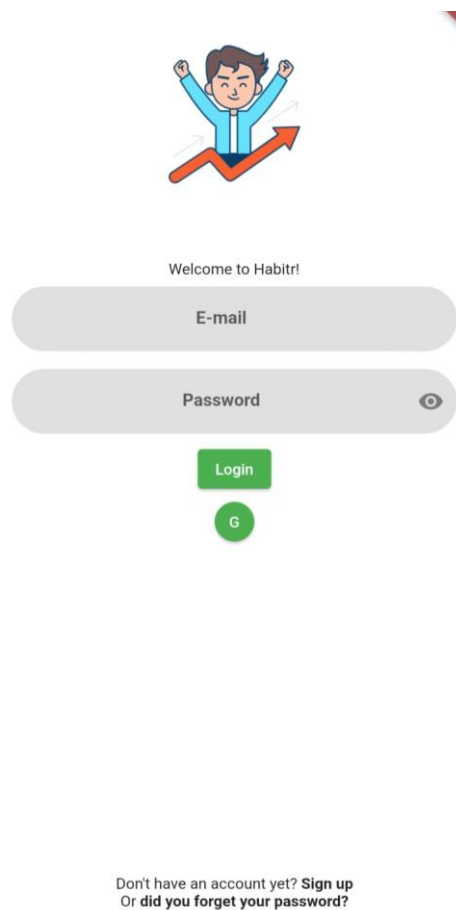 Welcome to Habitr!
E-mail
Password
Login
G
Don't have an account yet? Sign up
Or did you forget your password?